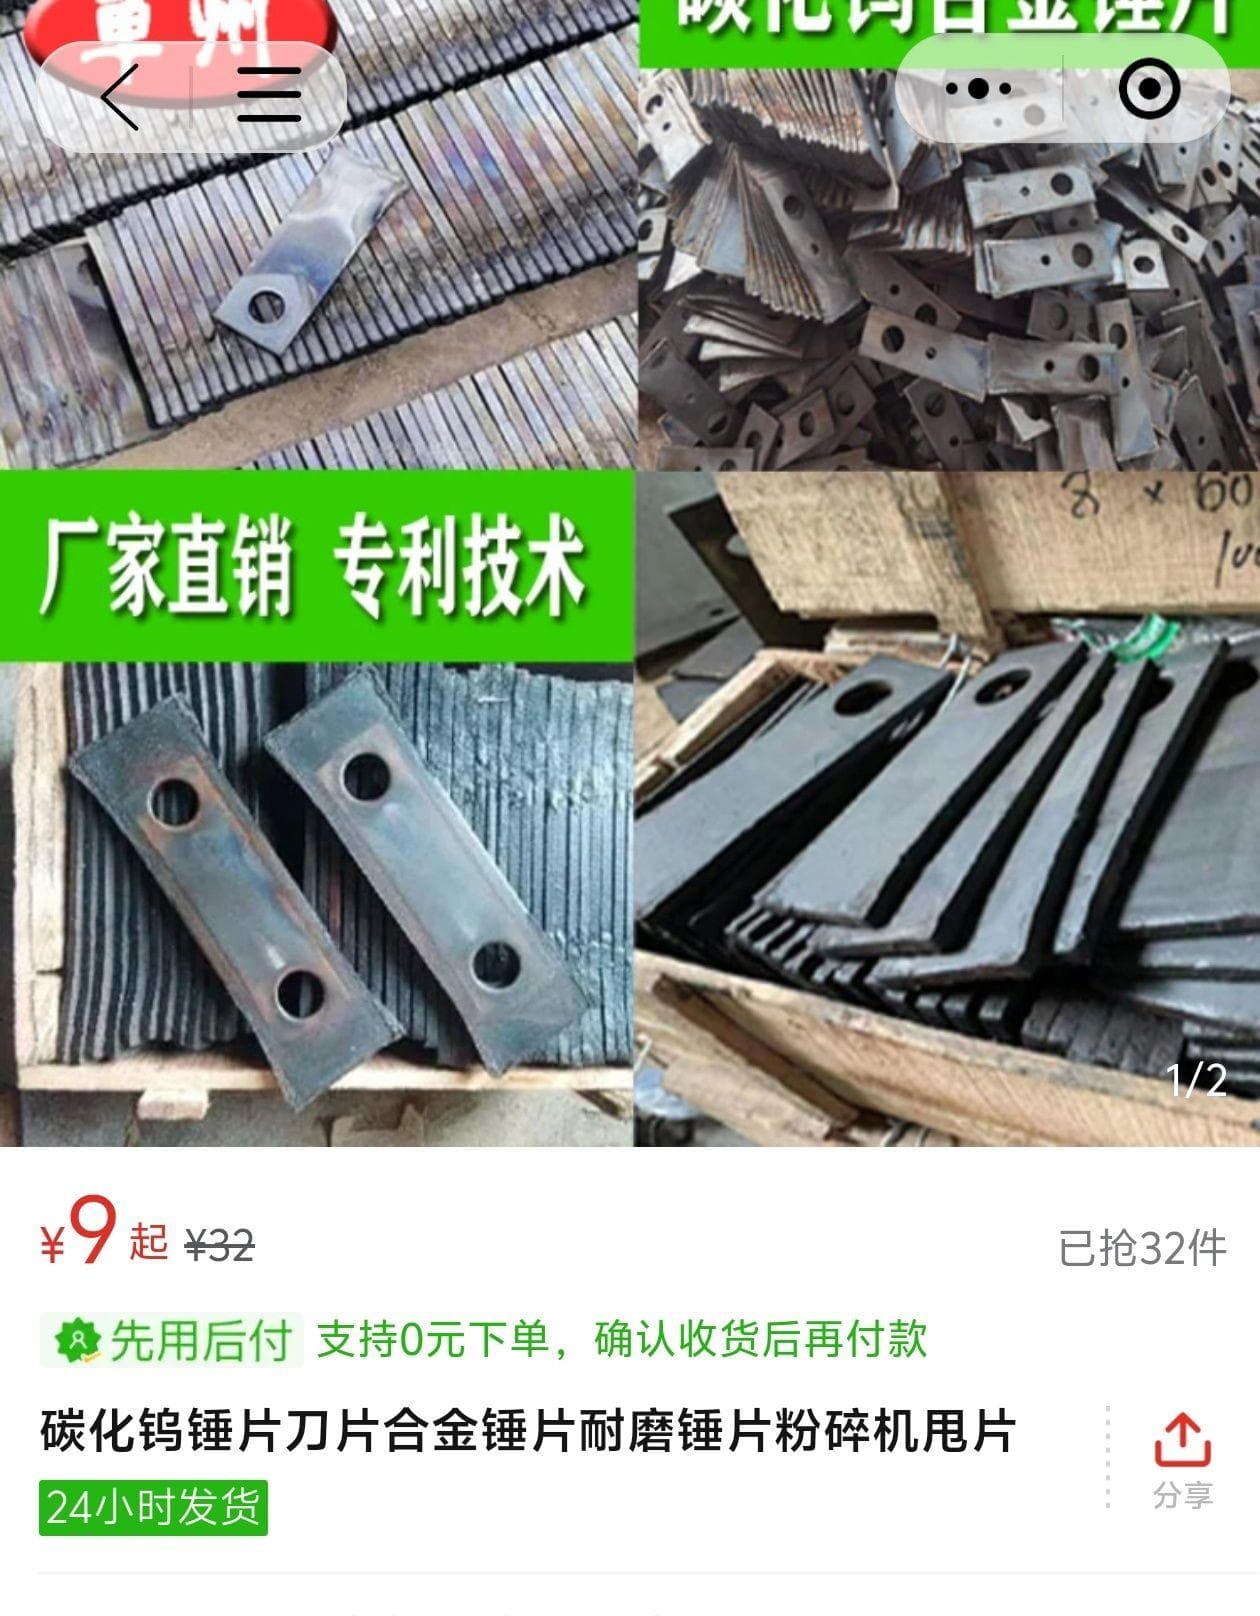 卓州
碳化钨合金锤片
8 × 60
厂家直销 专利技术
1/2
¥9起 ¥32
已抢32件
先用后付 支持0元下单，确认收货后再付款
碳化钨锤片刀片合金锤片耐磨锤片粉碎机甩片
分享
24小时发货